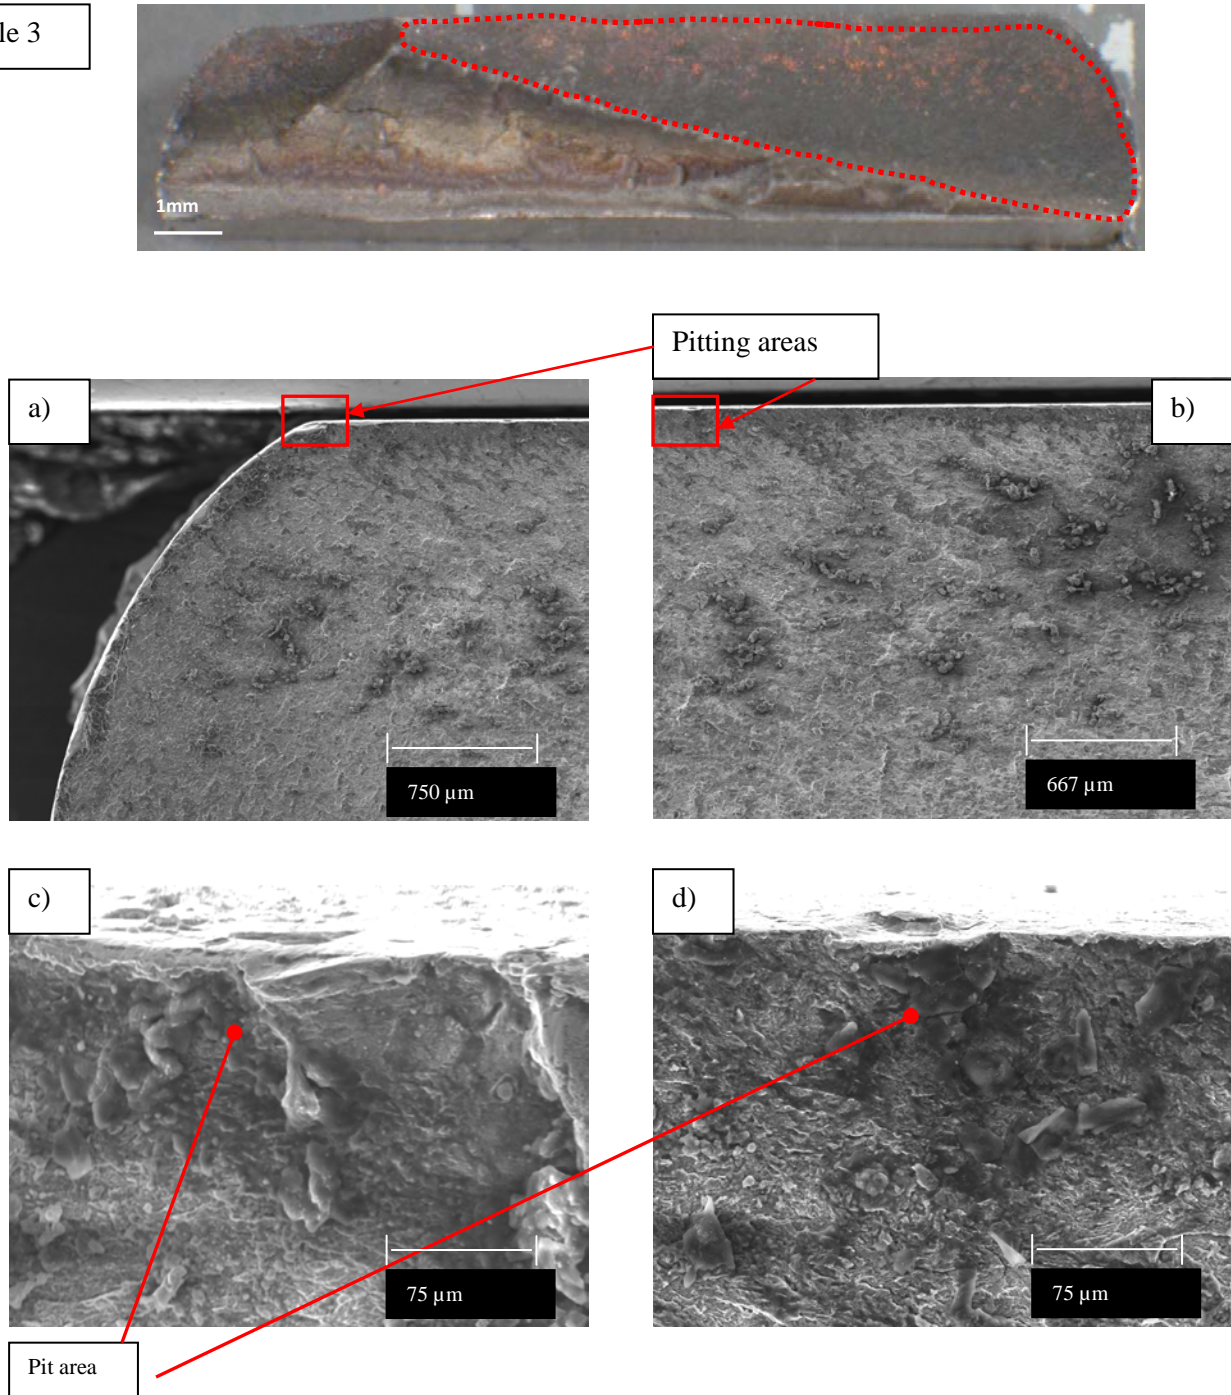 le 3
1mm
Pitting areas
a)
b)
750 µm
667 µm
c)
d)
75 µm
75 µm
Pit area